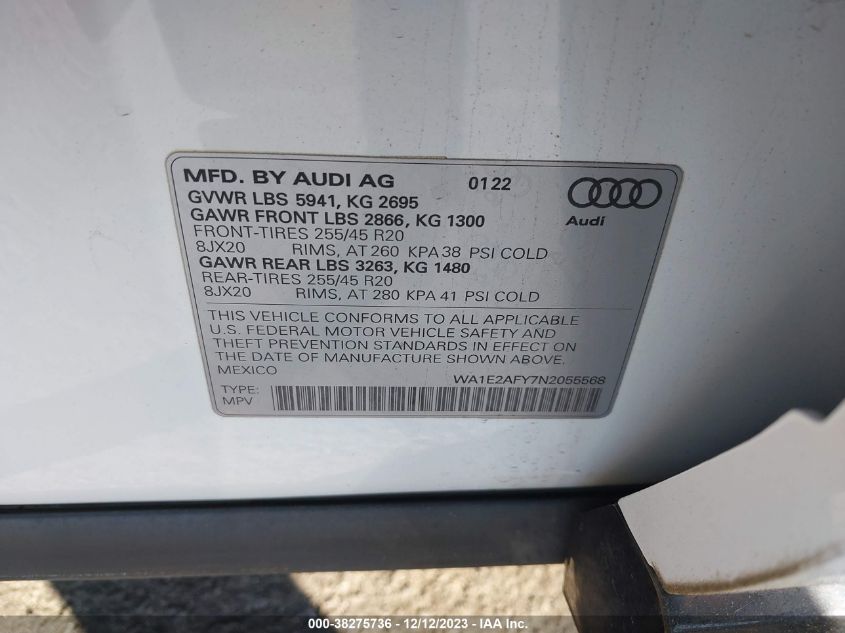 MFD. BY AUDI AG 0122
GVWR LBS 5941, KG 2695
GAWR FRONT LBS 2866, KG 1300
Audi
FRONT-TIRES 255/45 R20
8JX20 RIMS, AT 260 KPA 38 PSI COLD
GAWR REAR LBS 3263, KG 1480
REAR-TIRES 255/45 R20
8JX20 RIMS, AT 280 KPA 41 PSI COLD
THIS VEHICLE CONFORMS TO ALL APPLICABLE
U.S. FEDERAL MOTOR VEHICLE SAFETY AND
THEFT PREVENTION STANDARDS IN EFFECT ON
THE DATE OF MANUFACTURE SHOWN ABOVE.
MEXICO
WA1E2AFY7N2055568
TYPE:
MPV
000-38275736 - 12/12/2023 - IAA Inc.